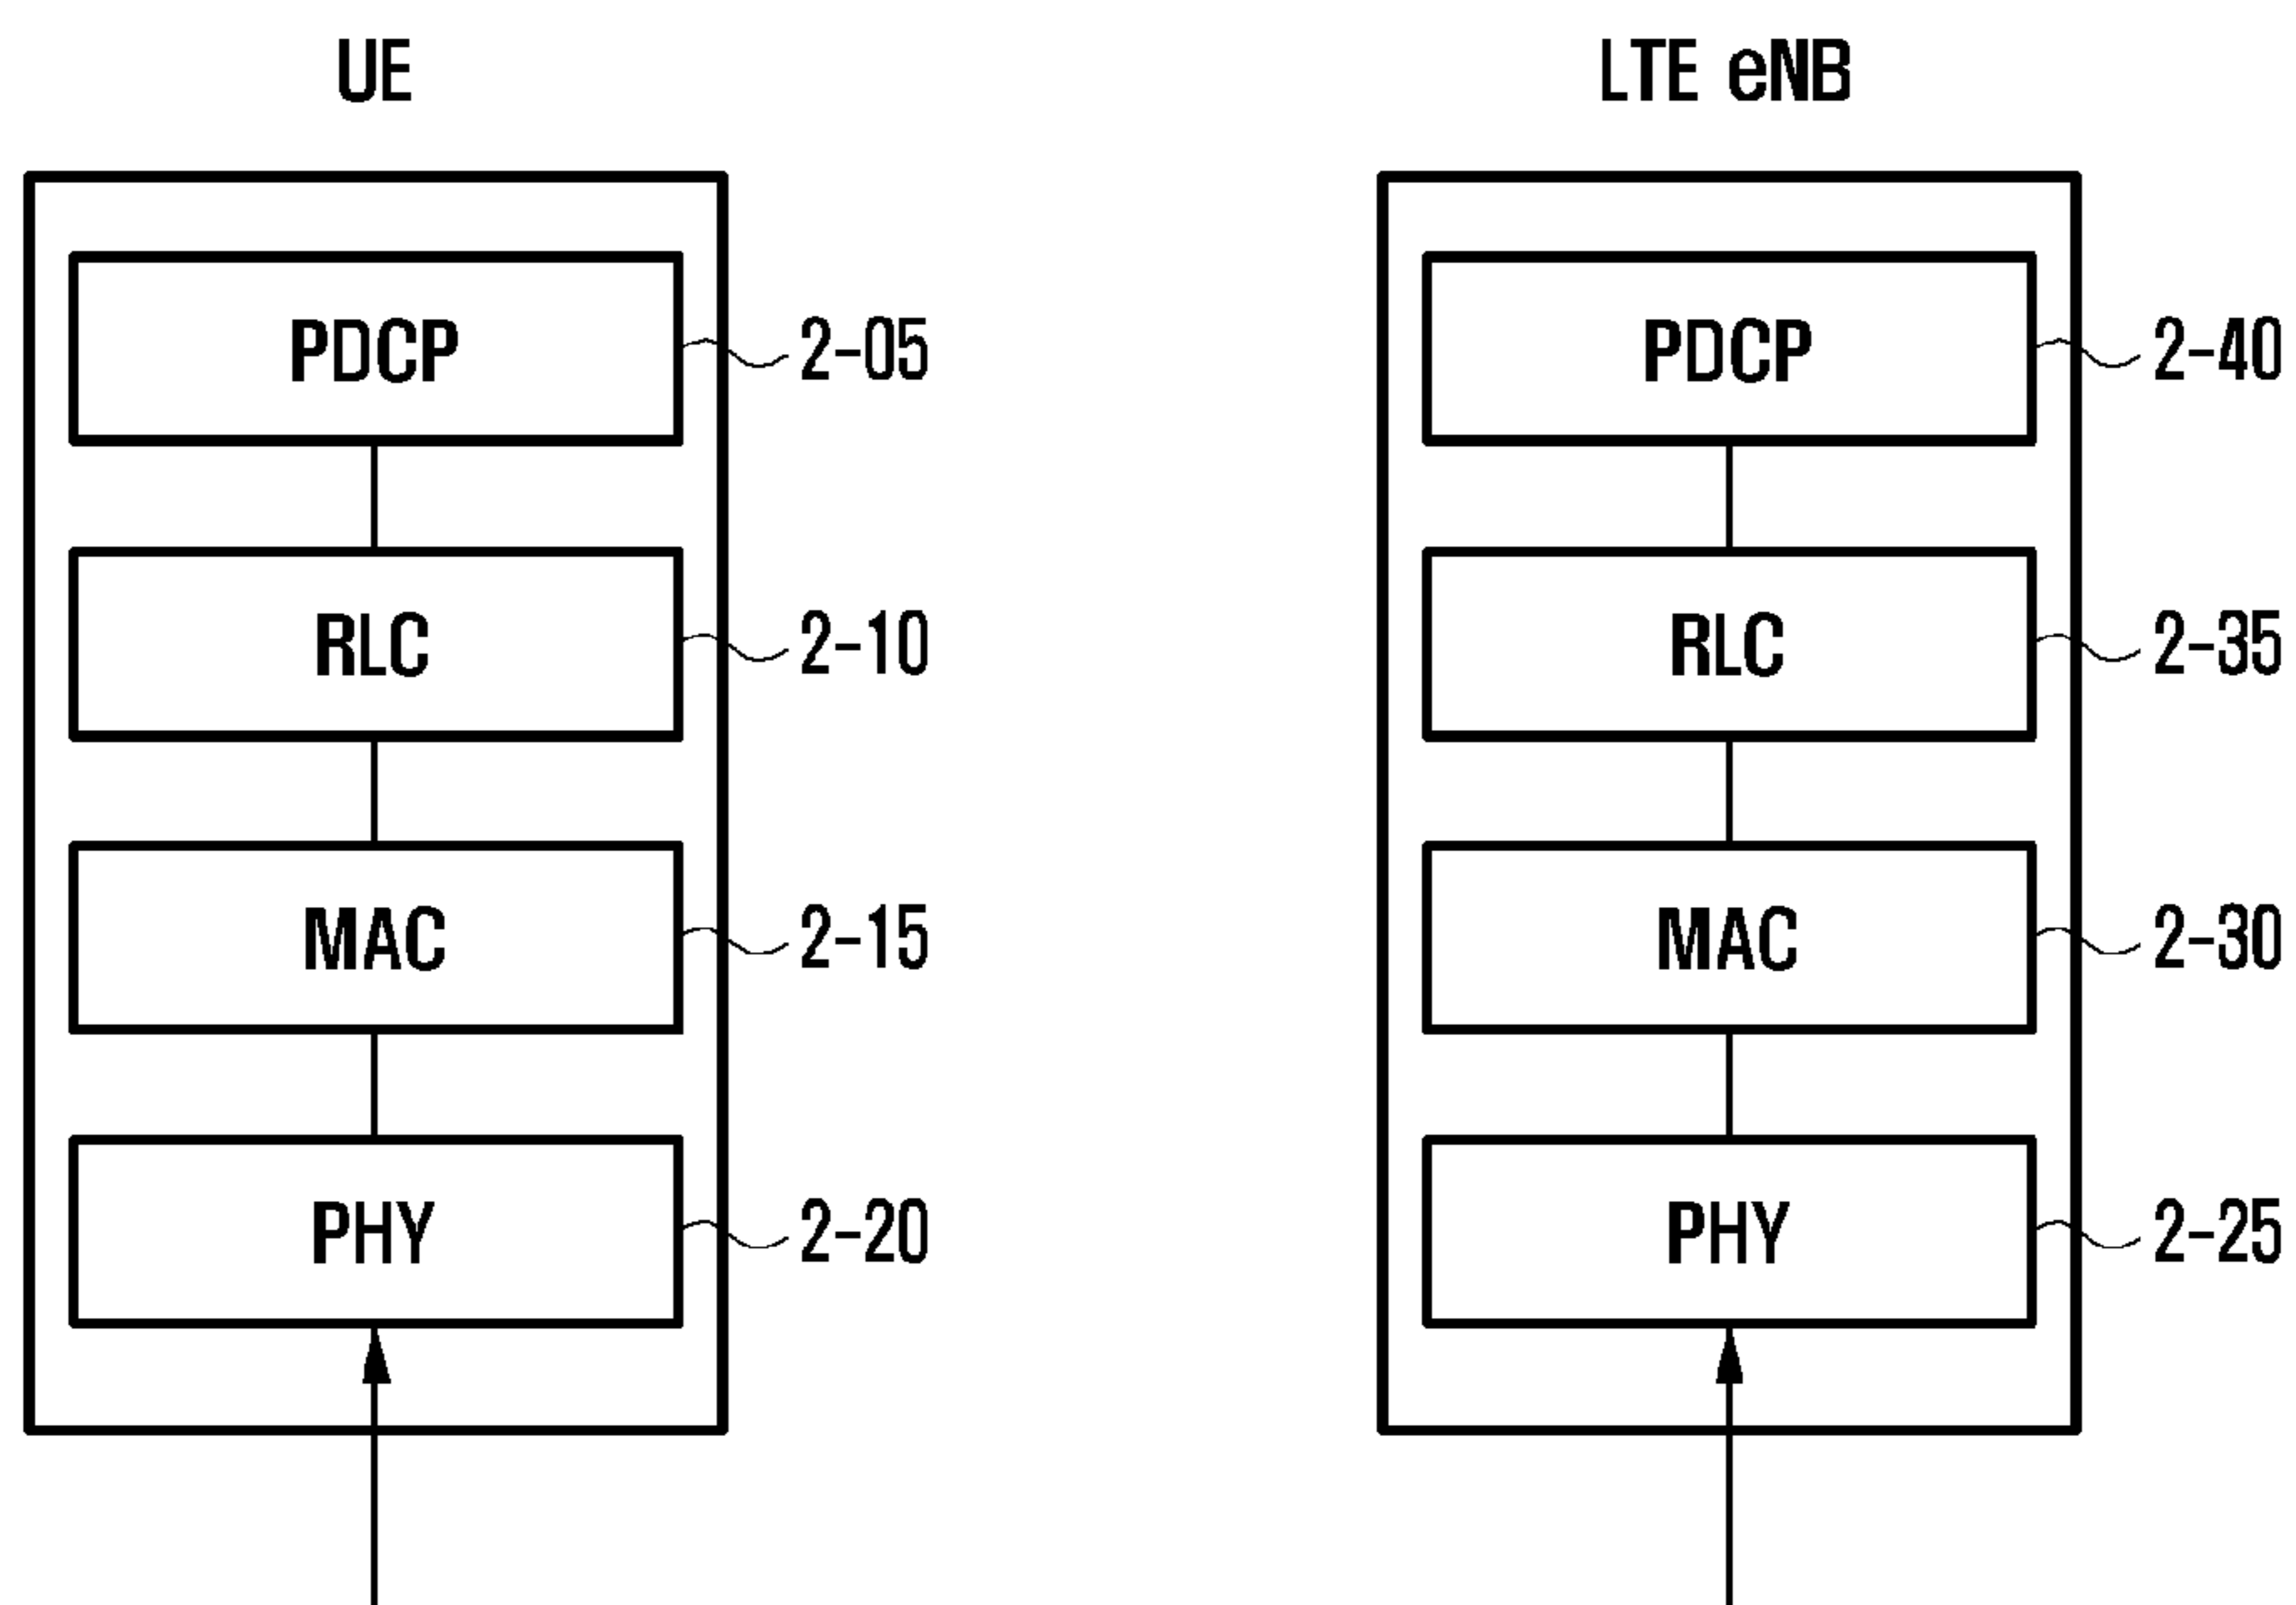 UE
LTE eNB
PDCP
2-05
PDCP
2-40
RLC
2-10
RLC
2-35
MAC
2-15
MAC
2-30
PHY
2-20
PHY
2-25